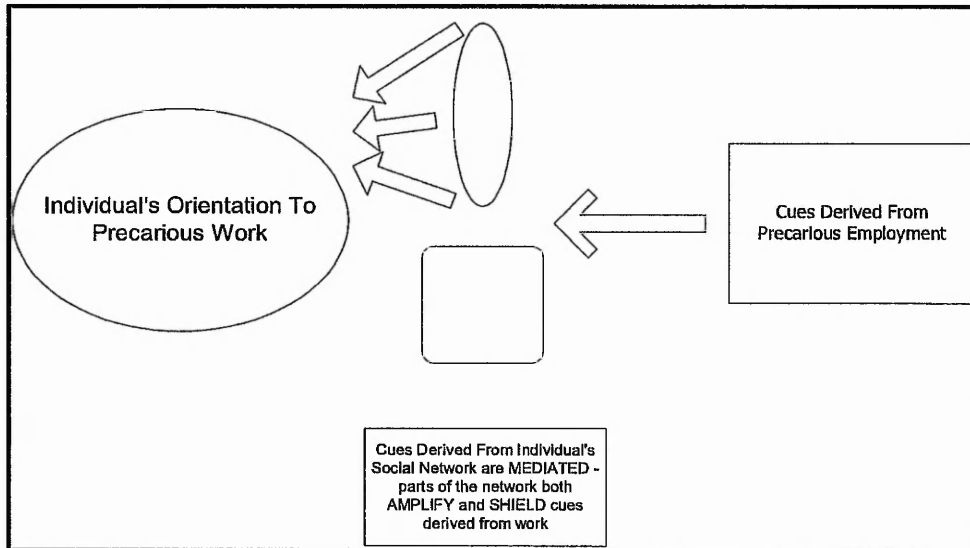 Individual's Orientation To
Precarious Work
Cues Derived From
Precarious Employment
Cues Derived From Individual's
Social Network are MEDIATED -
parts of the network both
AMPLIFY and SHIELD cues
derived from work